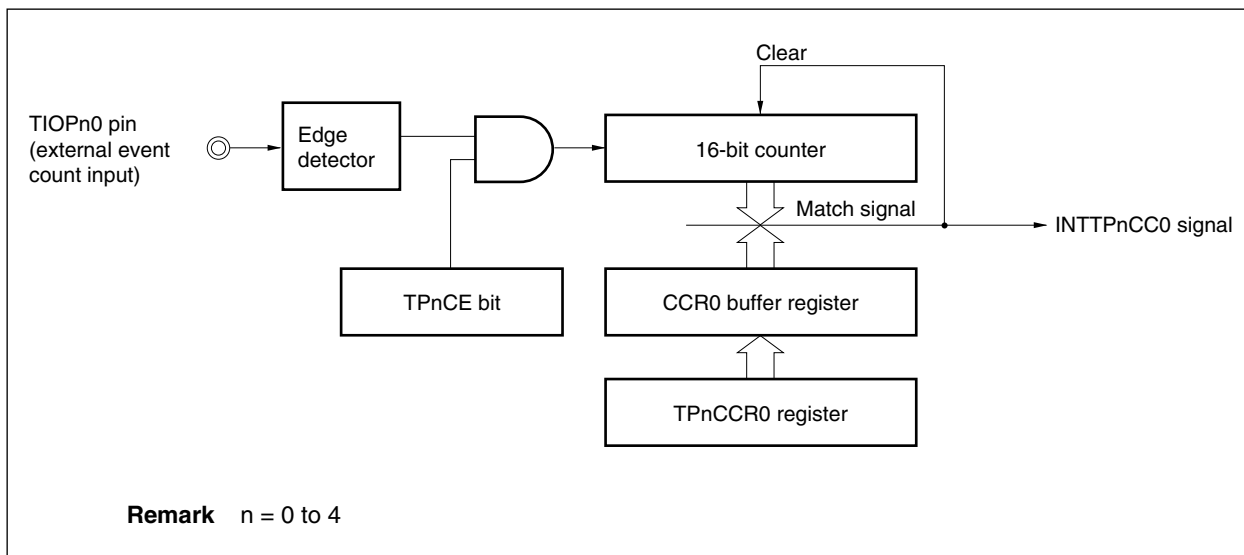 Clear
TIOPn0 pin
(external event
count input)
Edge
detector
16-bit counter
Match signal
INTTPnCC0 signal
TPnCE bit
CCR0 buffer register
TPnCCR0 register
Remark n = 0 to 4